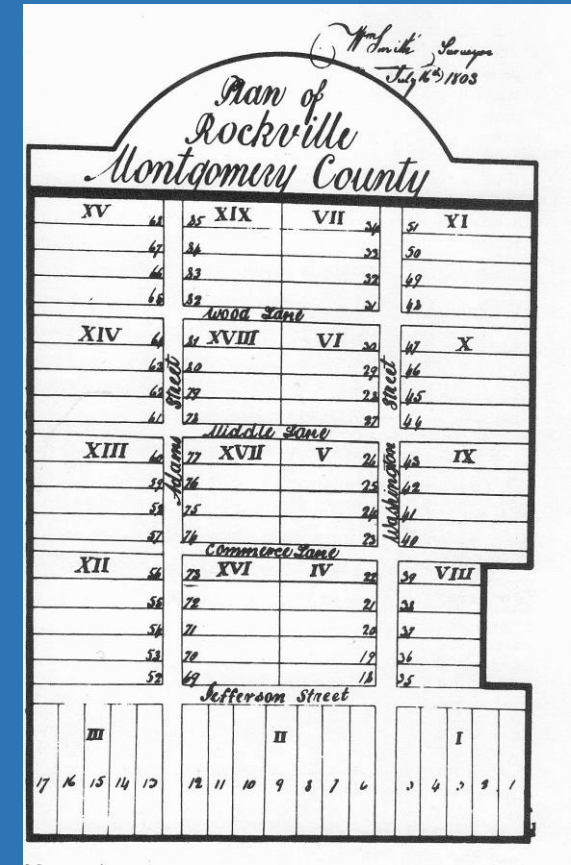 Wm Smith Surveyor
July 16th 1803
Plan of
Rockville
Montgomery County
XV 68 85 XIX VII 34 51 XI
67 84 33 50
66 83 32 49
65 82 31 48
Wood Lane
XIV 64 81 XVIII VI 30 47 X
63 80 29 46
62 79 28 45
61 78 27 44
Adams Street
Washington Street
Middle Lane
XIII 60 77 XVII V 26 43 IX
59 76 25 42
58 75 24 41
57 74 23 40
Commerce Lane
XII 56 73 XVI IV 22 39 VIII
55 72 21 38
54 71 20 37
53 70 19 36
52 69 18 35
Jefferson Street
III II I
17 16 15 14 13 12 11 10 9 8 7 6 5 4 3 2 1